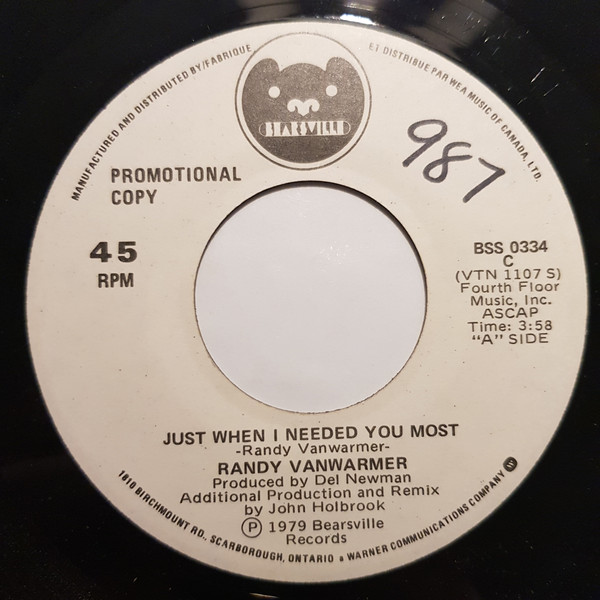 MANUFACTURED AND DISTRIBUTED BY/FABRIQUE ET DISTRIBUE PAR WEA MUSIC OF CANADA, LTD.
BEARSVILLE
987
PROMOTIONAL
COPY
45
RPM
BSS 0334
C
(VTN 1107 S)
Fourth Floor
Music, Inc.
ASCAP
Time: 3:58
"A" SIDE
JUST WHEN I NEEDED YOU MOST
-Randy Vanwarmer-
RANDY VANWARMER
Produced by Del Newman
Additional Production and Remix
by John Holbrook
Ⓟ 1979 Bearsville
Records
1810 BIRCHMOUNT RD., SCARBOROUGH, ONTARIO a WARNER COMMUNICATIONS COMPANY